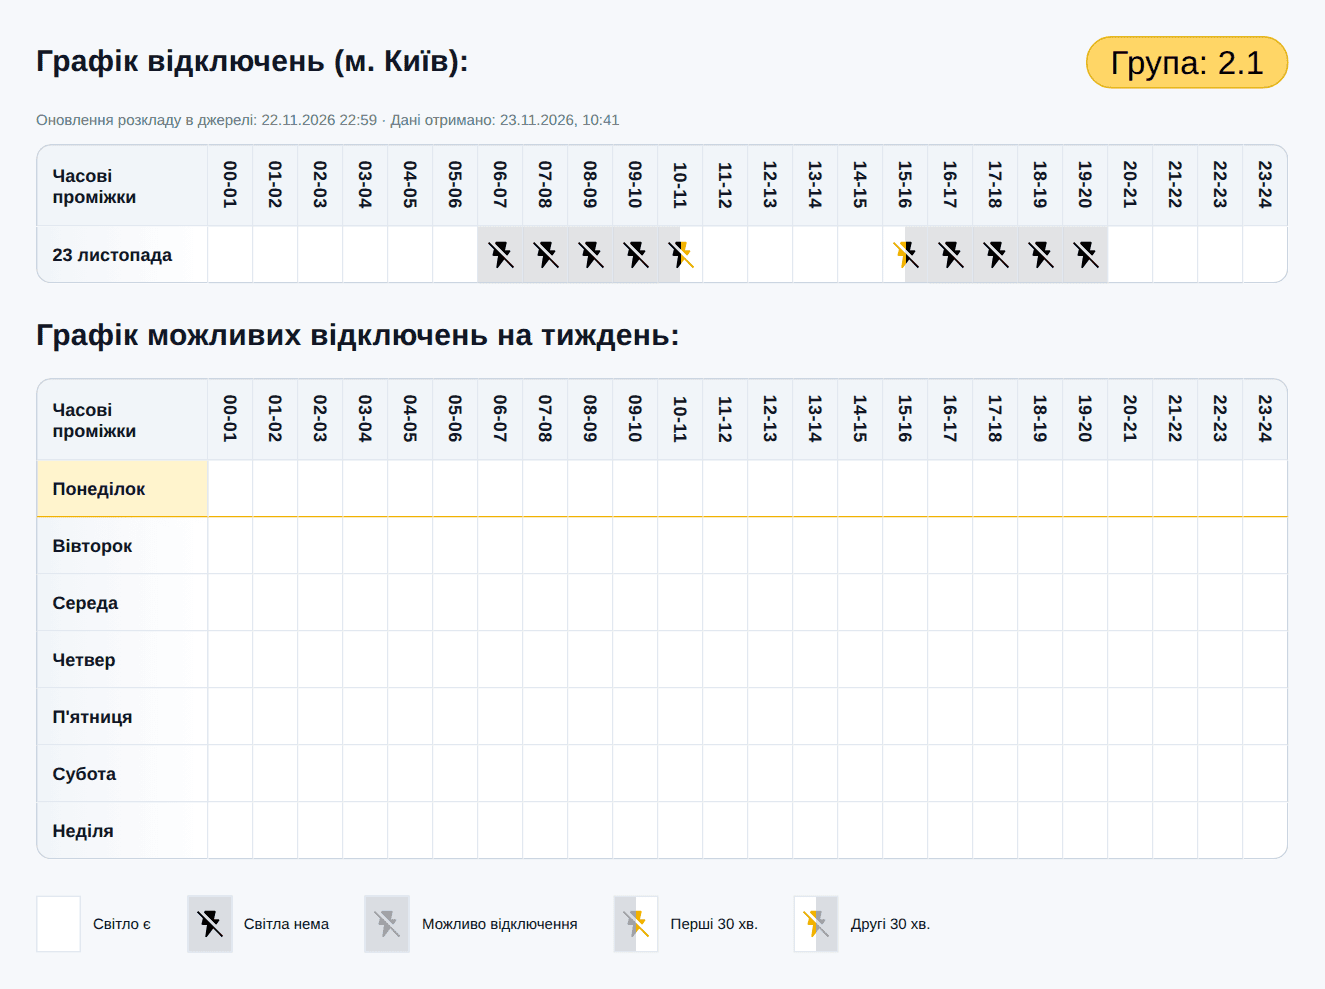 Графік відключень (м. Київ):
Група: 2.1
Оновлення розкладу в джерелі: 22.11.2026 22:59 · Дані отримано: 23.11.2026, 10:41
Часові проміжки 00-01 01-02 02-03 03-04 04-05 05-06 06-07 07-08 08-09 09-10 10-11 11-12 12-13 13-14 14-15 15-16 16-17 17-18 18-19 19-20 20-21 21-22 22-23 23-24
23 листопада
Графік можливих відключень на тиждень:
Часові проміжки 00-01 01-02 02-03 03-04 04-05 05-06 06-07 07-08 08-09 09-10 10-11 11-12 12-13 13-14 14-15 15-16 16-17 17-18 18-19 19-20 20-21 21-22 22-23 23-24
Понеділок
Вівторок
Середа
Четвер
П'ятниця
Субота
Неділя
Світло є Світла нема Можливо відключення Перші 30 хв. Другі 30 хв.